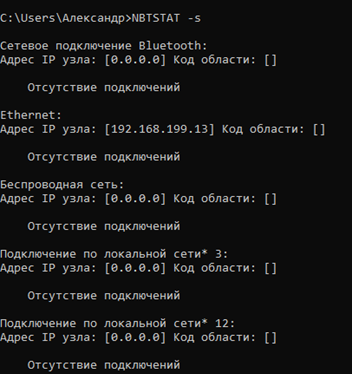 C:\Users\Александр>NBTSTAT -s
Сетевое подключение Bluetooth:
Адрес IP узла: [0.0.0.0] Код области: []
Отсутствие подключений
Ethernet:
Адрес IP узла: [192.168.199.13] Код области: []
Отсутствие подключений
Беспроводная сеть:
Адрес IP узла: [0.0.0.0] Код области: []
Отсутствие подключений
Подключение по локальной сети* 3:
Адрес IP узла: [0.0.0.0] Код области: []
Отсутствие подключений
Подключение по локальной сети* 12:
Адрес IP узла: [0.0.0.0] Код области: []
Отсутствие подключений